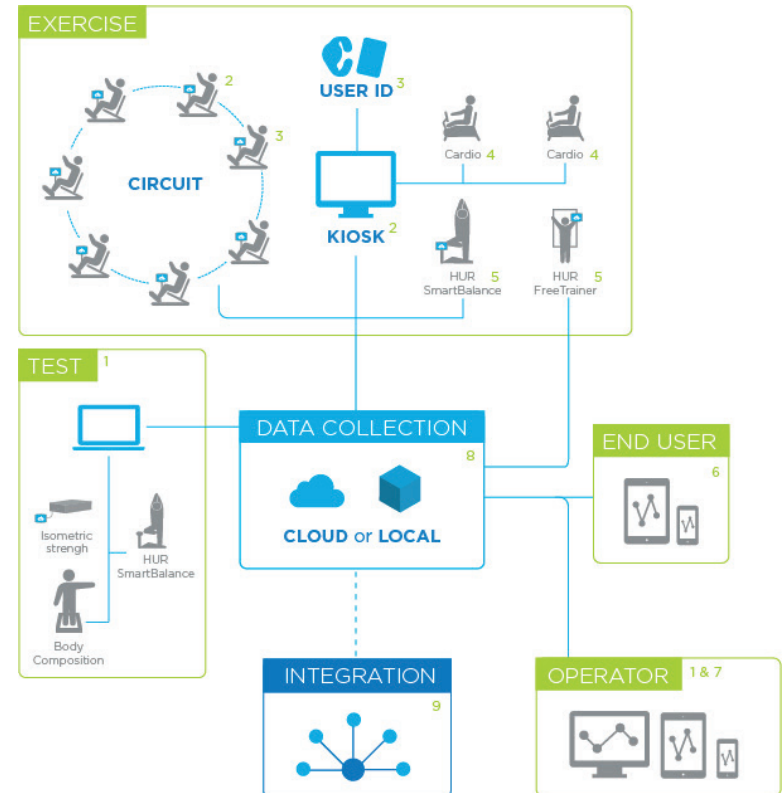 EXERCISE
2
3
CIRCUIT
USER ID 3
KIOSK 2
Cardio 4
Cardio 4
HUR 5
SmartBalance
HUR 5
FreeTrainer
TEST 1
Isometric
strengh
HUR
SmartBalance
Body
Composition
DATA COLLECTION
8
CLOUD or LOCAL
END USER
6
INTEGRATION
9
OPERATOR 1 & 7